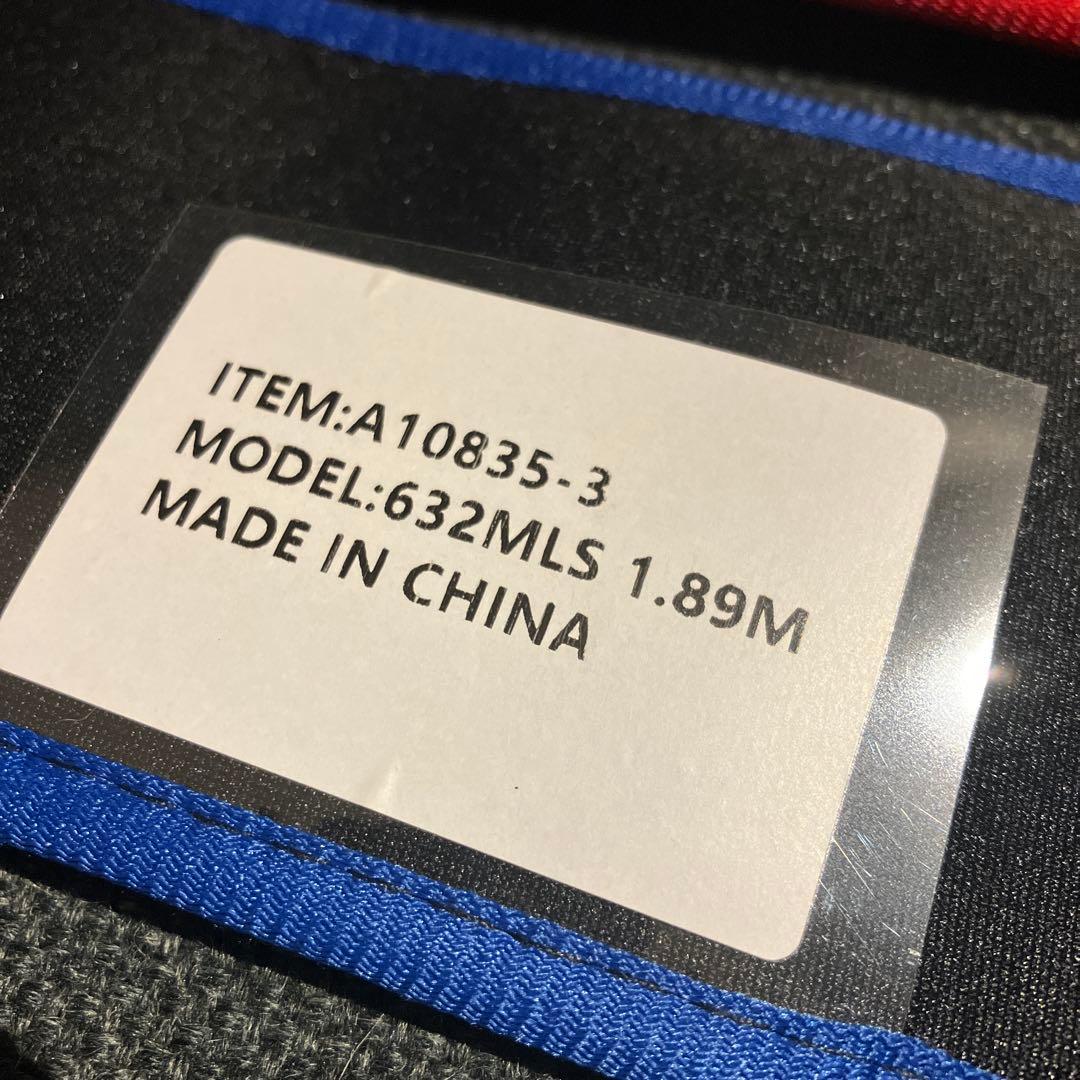 ITEM:A10835-3
MODEL:632MLS 1.89M
MADE IN CHINA